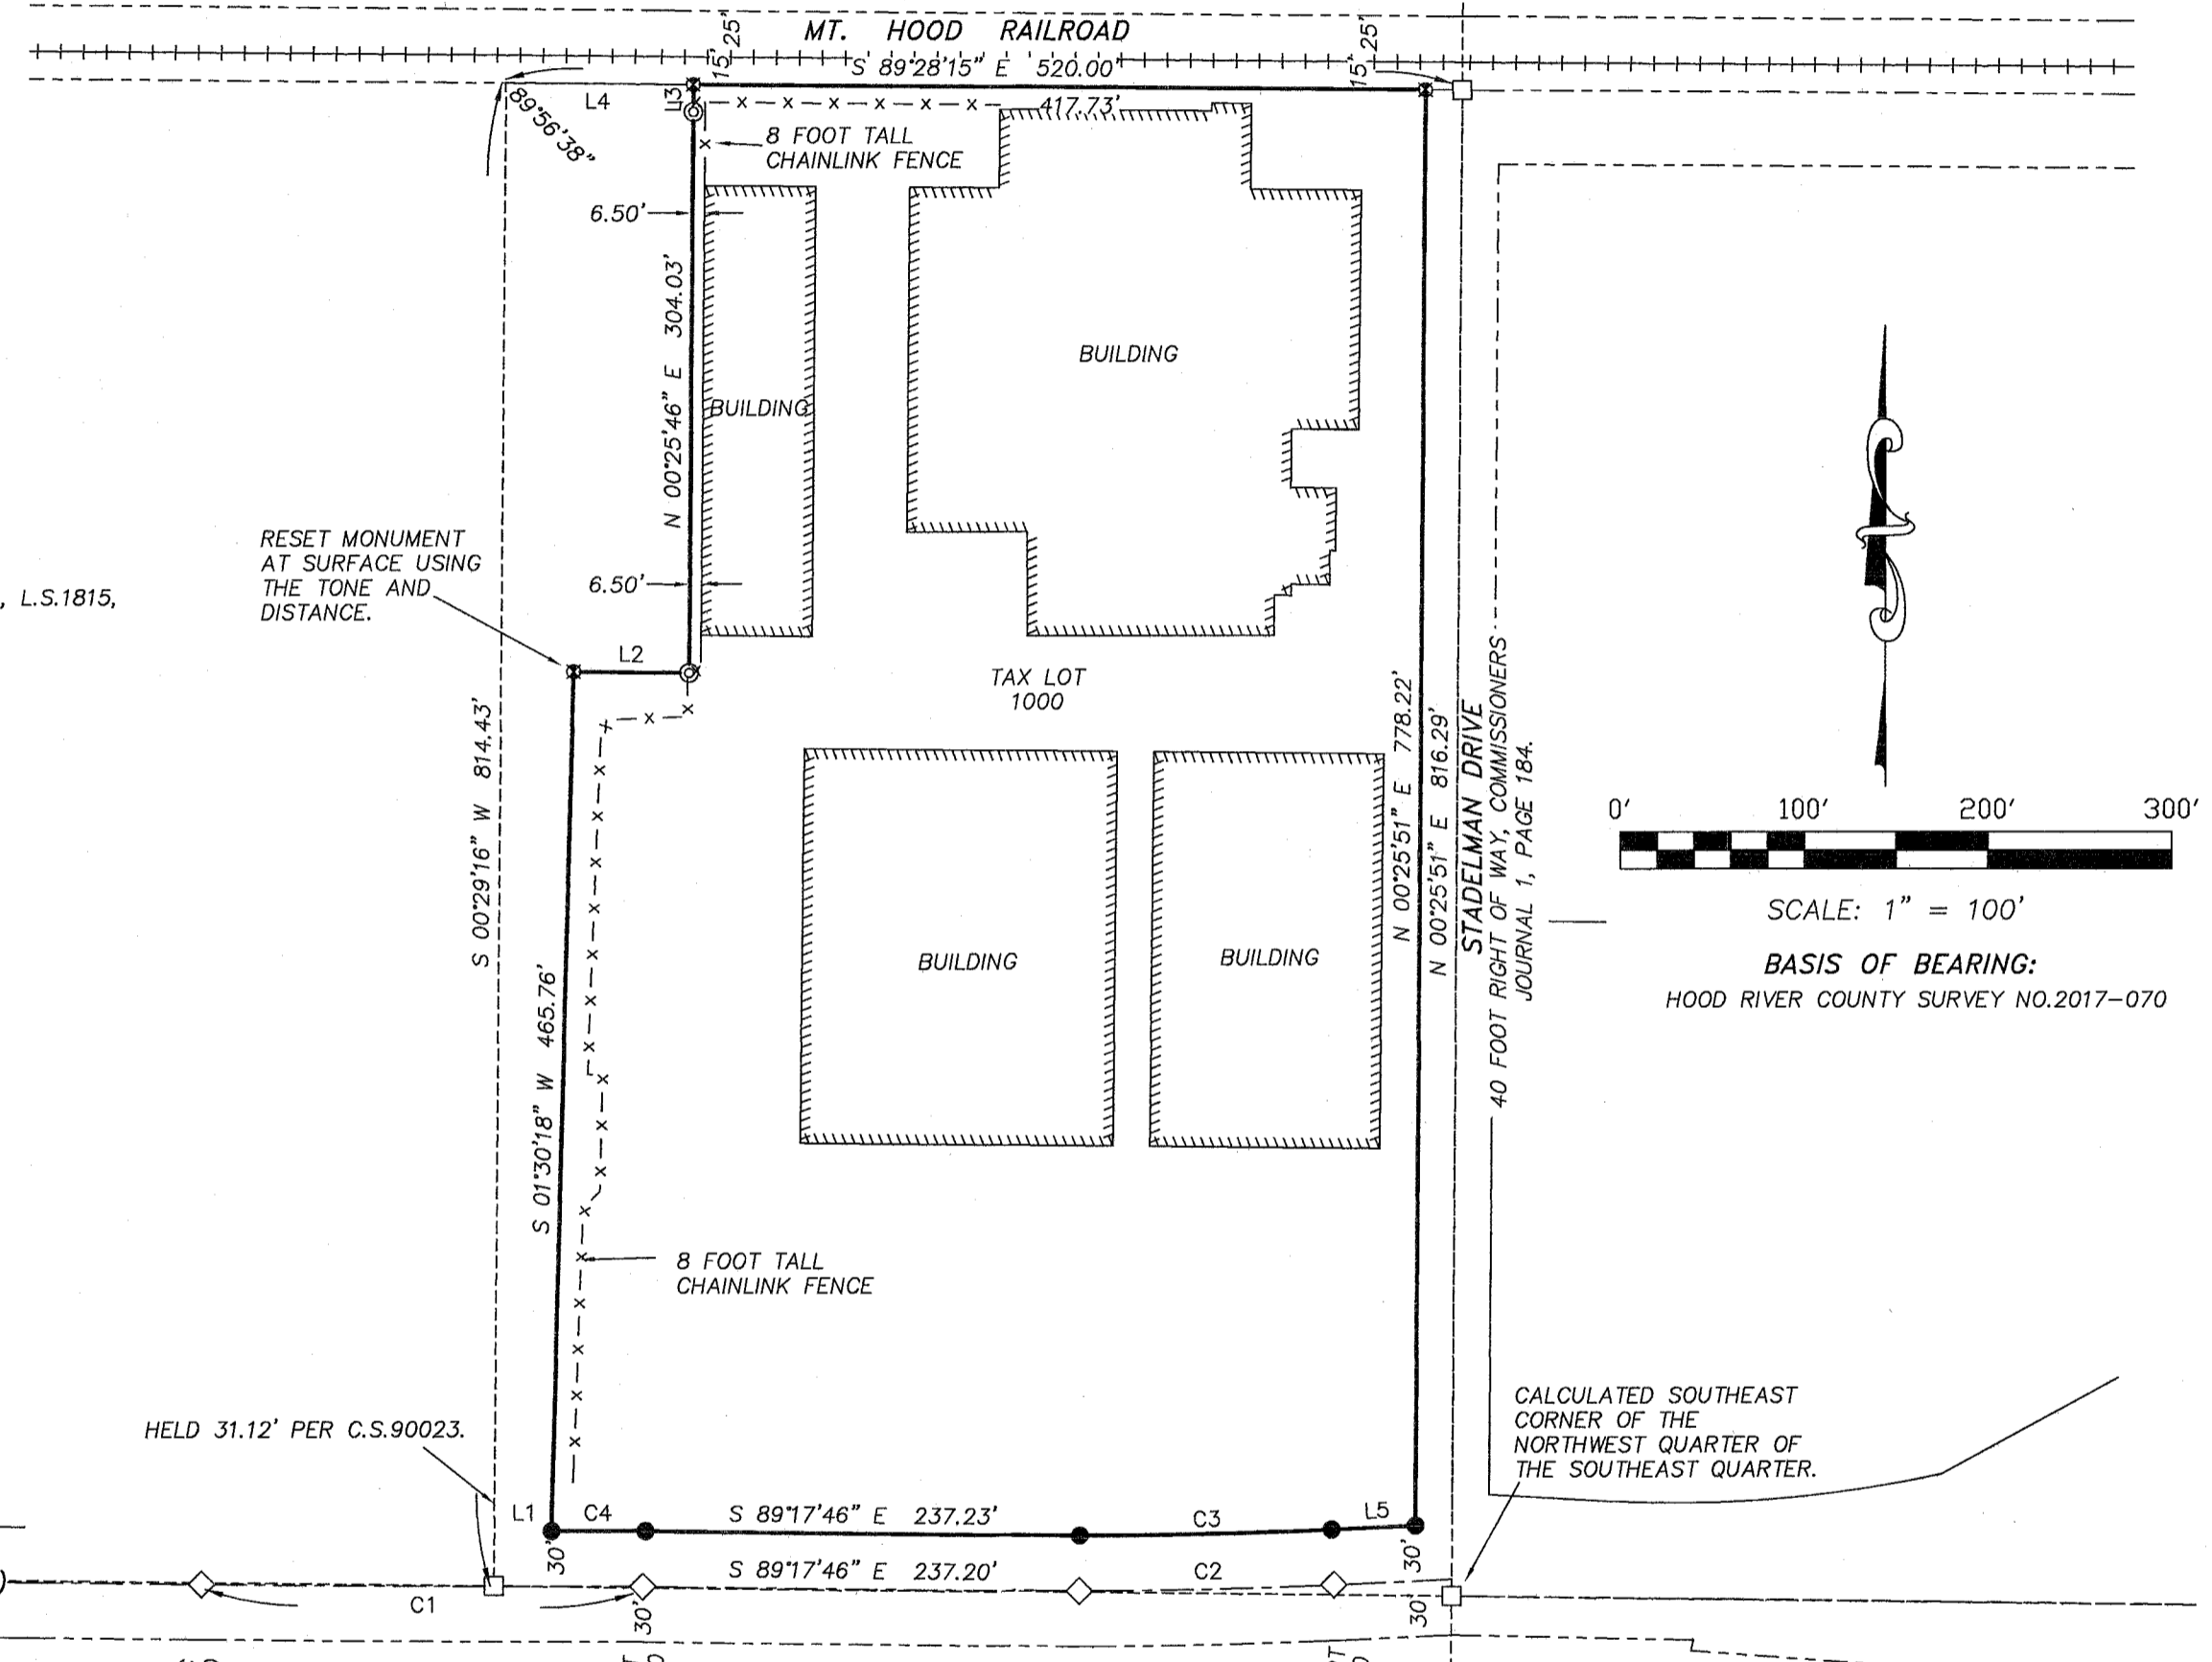 MT. HOOD RAILROAD
15' 25'
15' 25'
S 89°28'15" E 520.00'
L4
L3
417.73'
89°56'38"
8 FOOT TALL
CHAINLINK FENCE
6.50'
N 00°25'46" E 304.03'
BUILDING
BUILDING
RESET MONUMENT
AT SURFACE USING
THE TONE AND
DISTANCE.
, L.S.1815,
6.50'
L2
TAX LOT
1000
S 00°29'16" W 814.43'
N 00°25'51" E 778.22'
N 00°25'51" E 816.29'
STADELMAN DRIVE
40 FOOT RIGHT OF WAY, COMMISSIONERS
JOURNAL 1, PAGE 184.
0' 100' 200' 300'
SCALE: 1" = 100'
BASIS OF BEARING:
HOOD RIVER COUNTY SURVEY NO.2017-070
BUILDING
BUILDING
S 01°30'18" W 465.76'
8 FOOT TALL
CHAINLINK FENCE
HELD 31.12' PER C.S.90023.
CALCULATED SOUTHEAST
CORNER OF THE
NORTHWEST QUARTER OF
THE SOUTHEAST QUARTER.
L1
C4
S 89°17'46" E 237.23'
C3
L5
30'
30'
S 89°17'46" E 237.20'
C2
C1
30'
30'